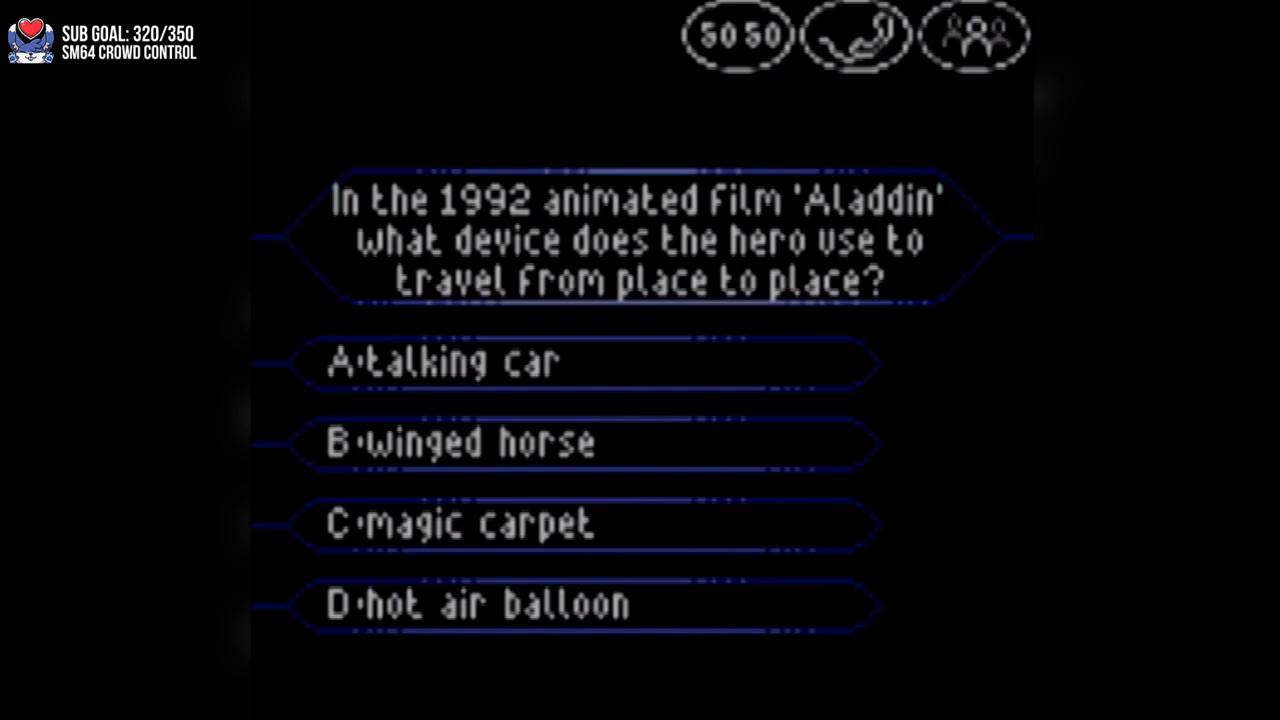 SUB GOAL: 320/350
SM64 CROWD CONTROL
50 50
In the 1992 animated film 'Aladdin'
what device does the hero use to
travel from place to place?
A·talking car
B·winged horse
C·magic carpet
D·hot air balloon